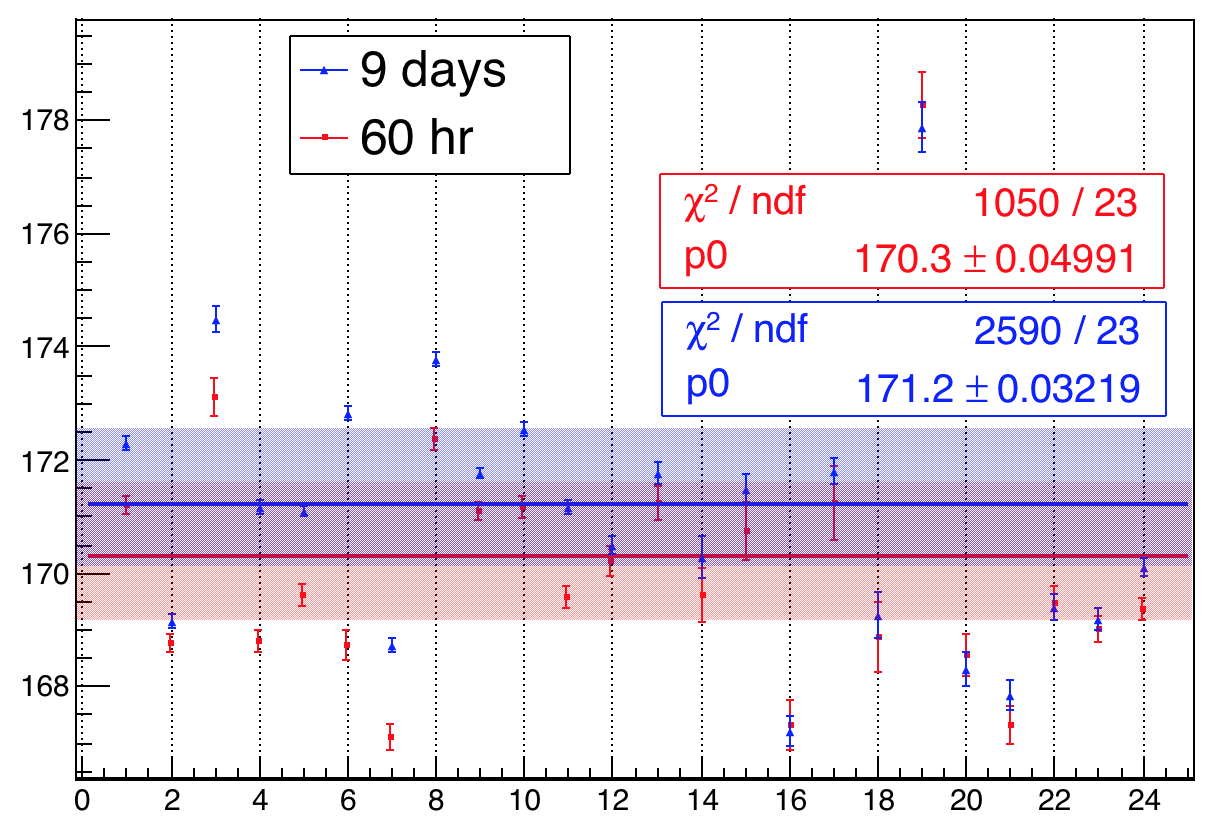 9 days
60 hr
χ² / ndf 1050 / 23
p0 170.3 ± 0.04991
χ² / ndf 2590 / 23
p0 171.2 ± 0.03219
178
176
174
172
170
168
0 2 4 6 8 10 12 14 16 18 20 22 24